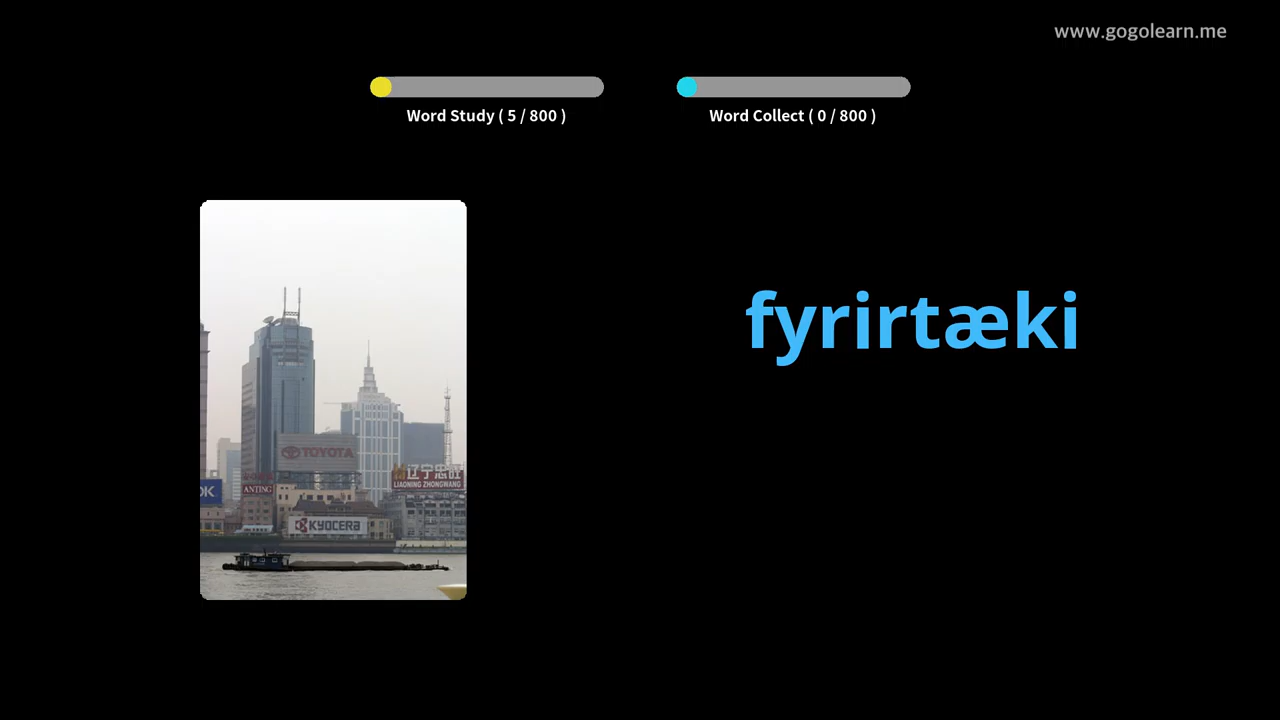 www.gogolearn.me
Word Study ( 5 / 800 )
Word Collect ( 0 / 800 )
fyrirtæki
TOYOTA
辽宁忠旺
LIAONING ZHONGWANG
OK
ANTING
KYOCERA